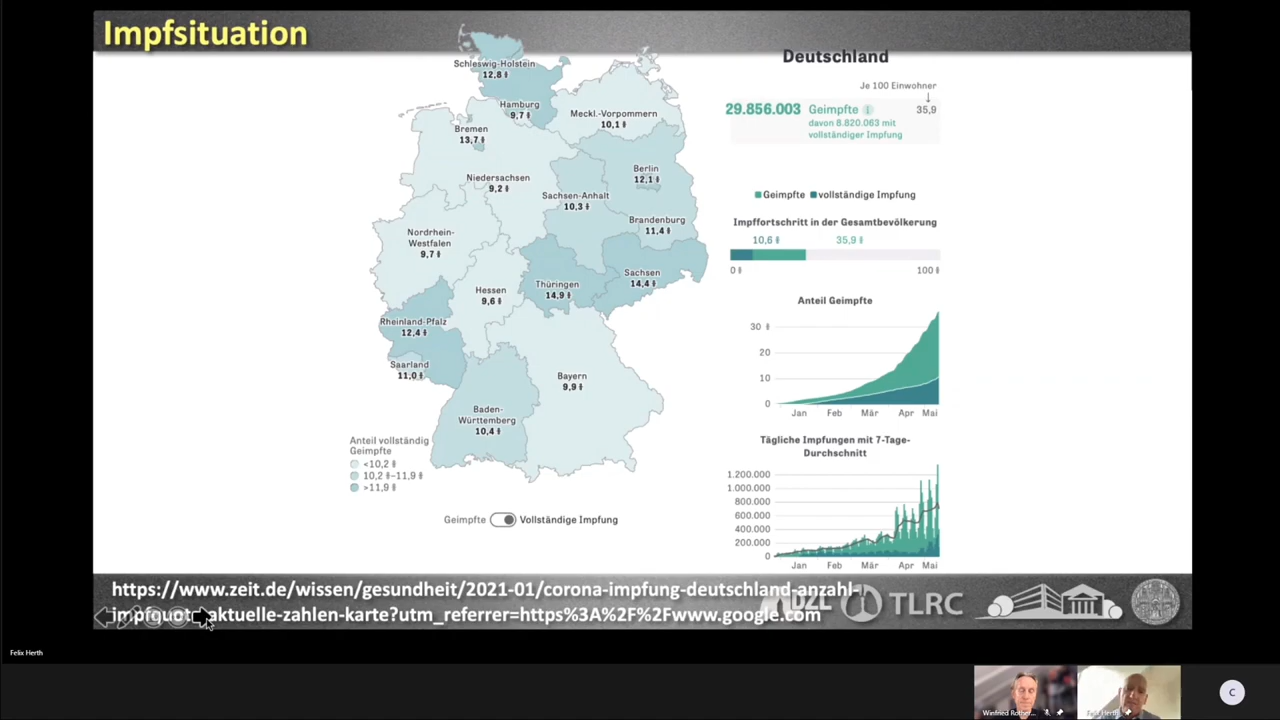 Impfsituation
Schleswig-Holstein
12,8
Hamburg
9,7
Meckl.-Vorpommern
10,1
Bremen
13,7
Niedersachsen
9,2
Berlin
12,1
Sachsen-Anhalt
10,3
Brandenburg
11,4
Nordrhein-
Westfalen
9,7
Hessen
9,6
Thüringen
14,9
Sachsen
14,4
Rheinland-Pfalz
12,4
Saarland
11,0
Bayern
9,9
Baden-
Württemberg
10,4
Anteil vollständig
Geimpfte
<10,2
10,2 –11,9
>11,9
Geimpfte Vollständige Impfung
Deutschland
Je 100 Einwohner
29.856.003 Geimpfte 35,9
davon 8.820.063 mit
vollständiger Impfung
Geimpfte vollständige Impfung
Impffortschritt in der Gesamtbevölkerung
10,6 35,9
0 100
Anteil Geimpfte
30
20
10
0
Jan Feb Mär Apr Mai
Tägliche Impfungen mit 7-Tage-
Durchschnitt
1.200.000
1.000.000
800.000
600.000
400.000
200.000
0
Jan Feb Mär Apr Mai
https://www.zeit.de/wissen/gesundheit/2021-01/corona-impfung-deutschland-anzahl-
impfquote-aktuelle-zahlen-karte?utm_referrer=https%3A%2F%2Fwww.google.com
DZL TLRC
Felix Herth
Winfried
Felix Herth
C